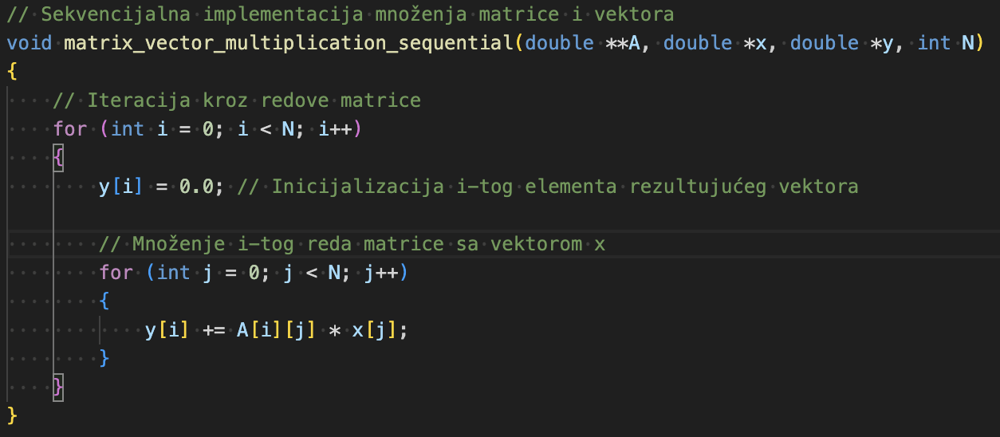 // Sekvencijalna implementacija množenja matrice i vektora
void matrix_vector_multiplication_sequential(double **A, double *x, double *y, int N)
{
    // Iteracija kroz redove matrice
    for (int i = 0; i < N; i++)
    {
        y[i] = 0.0; // Inicijalizacija i-tog elementa rezultujućeg vektora

        // Množenje i-tog reda matrice sa vektorom x
        for (int j = 0; j < N; j++)
        {
            y[i] += A[i][j] * x[j];
        }
    }
}